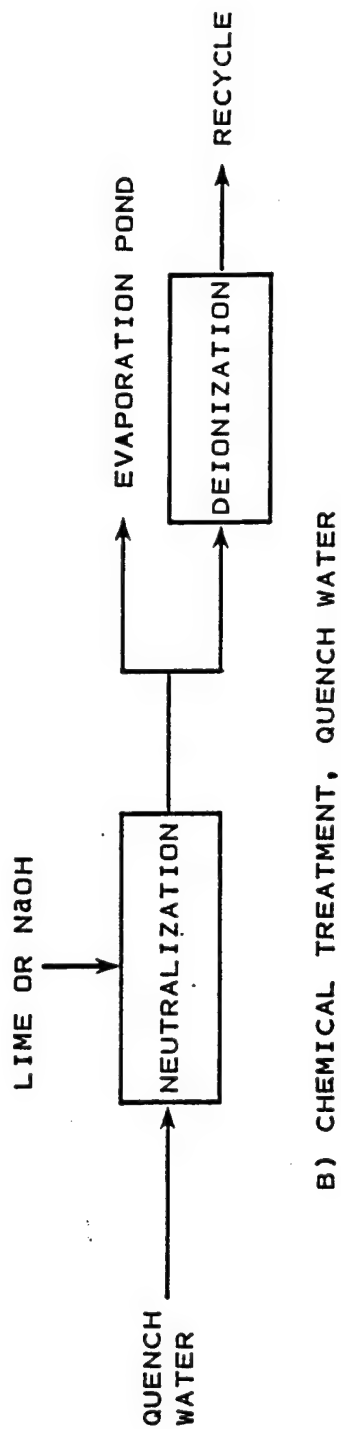 LIME OR NaOH
QUENCH
WATER
NEUTRALIZATION
EVAPORATION POND
DEIONIZATION
RECYCLE
B) CHEMICAL TREATMENT, QUENCH WATER